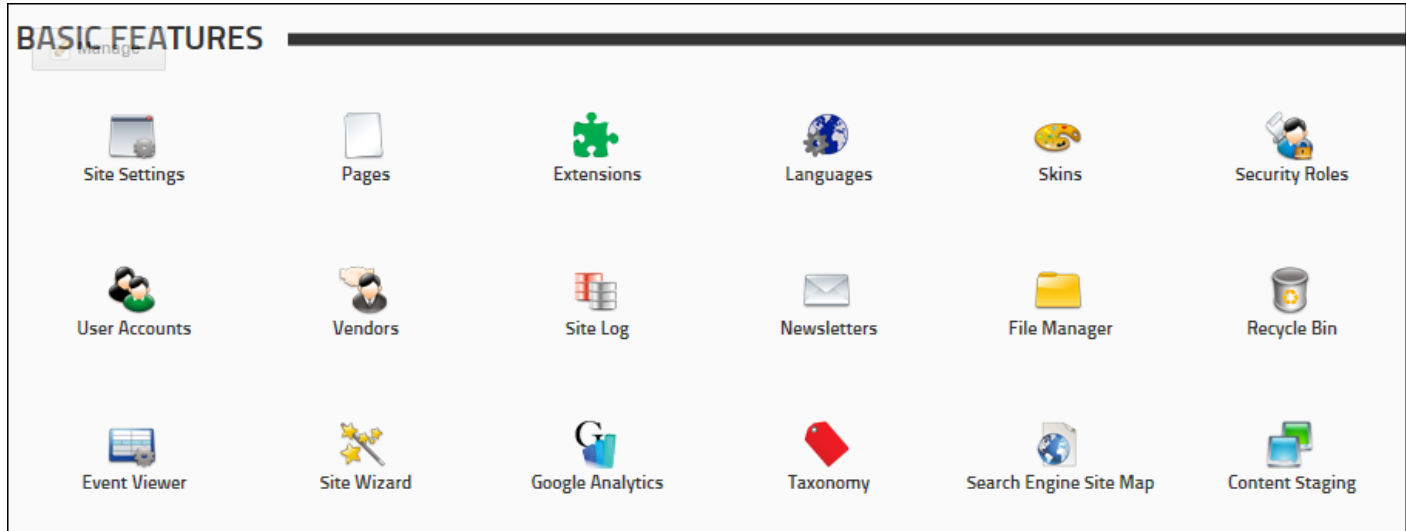 BASIC FEATURES
Manage
Site Settings
Pages
Extensions
Languages
Skins
Security Roles
User Accounts
Vendors
Site Log
Newsletters
File Manager
Recycle Bin
Event Viewer
Site Wizard
G
Google Analytics
Taxonomy
Search Engine Site Map
Content Staging